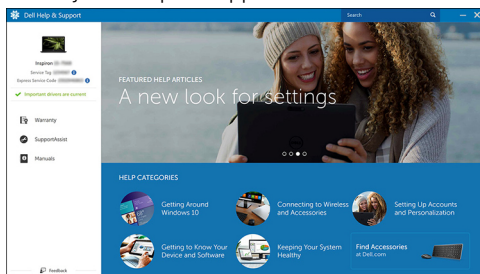 Dell Help & Support
Search
Inspiron
Service Tag
Express Service Code
Important drivers are current
Warranty
SupportAssist
Manuals
Feedback
FEATURED HELP ARTICLES
A new look for settings
HELP CATEGORIES
Getting Around
Windows 10
Connecting to Wireless
and Accessories
Setting Up Accounts
and Personalization
Getting to Know Your
Device and Software
Keeping Your System
Healthy
Find Accessories
at Dell.com